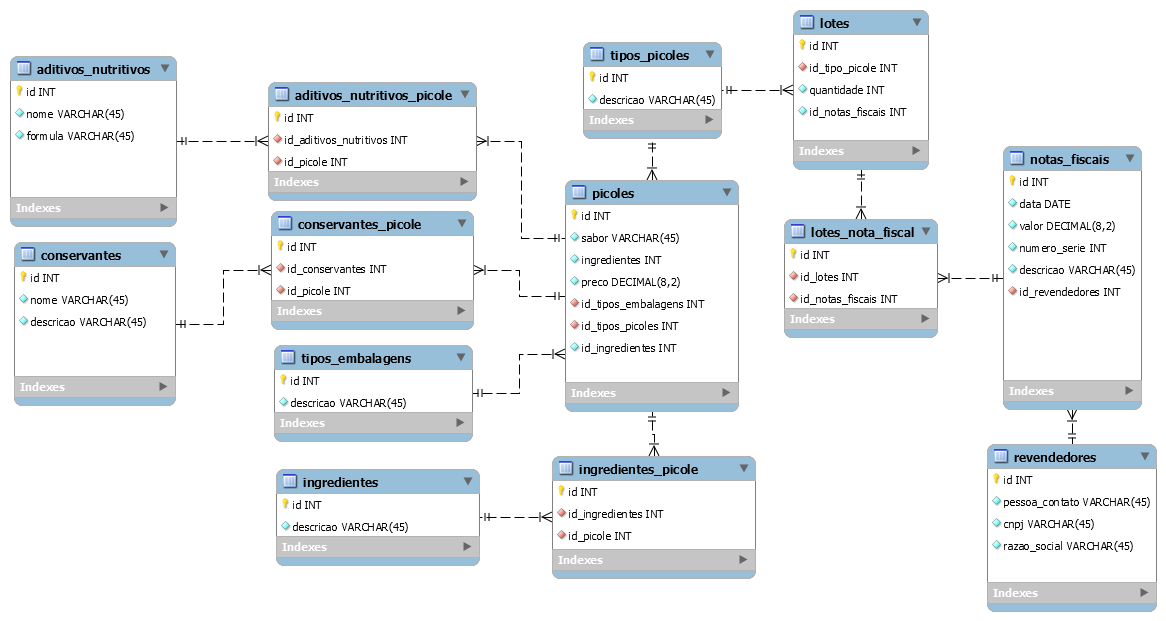 aditivos_nutritivos
id INT
nome VARCHAR(45)
formula VARCHAR(45)
Indexes
conservantes
id INT
nome VARCHAR(45)
descricao VARCHAR(45)
Indexes
aditivos_nutritivos_picole
id INT
id_aditivos_nutritivos INT
id_picole INT
Indexes
conservantes_picole
id INT
id_conservantes INT
id_picole INT
Indexes
tipos_embalagens
id INT
descricao VARCHAR(45)
Indexes
ingredientes
id INT
descricao VARCHAR(45)
Indexes
tipos_picoles
id INT
descricao VARCHAR(45)
Indexes
picoles
id INT
sabor VARCHAR(45)
ingredientes INT
preco DECIMAL(8,2)
id_tipos_embalagens INT
id_tipos_picoles INT
id_ingredientes INT
Indexes
ingredientes_picole
id INT
id_ingredientes INT
id_picole INT
Indexes
lotes
id INT
id_tipo_picole INT
quantidade INT
id_notas_fiscais INT
Indexes
lotes_nota_fiscal
id INT
id_lotes INT
id_notas_fiscais INT
Indexes
notas_fiscais
id INT
data DATE
valor DECIMAL(8,2)
numero_serie INT
descricao VARCHAR(45)
id_revendedores INT
Indexes
revendedores
id INT
pessoa_contato VARCHAR(45)
cnpj VARCHAR(45)
razao_social VARCHAR(45)
Indexes